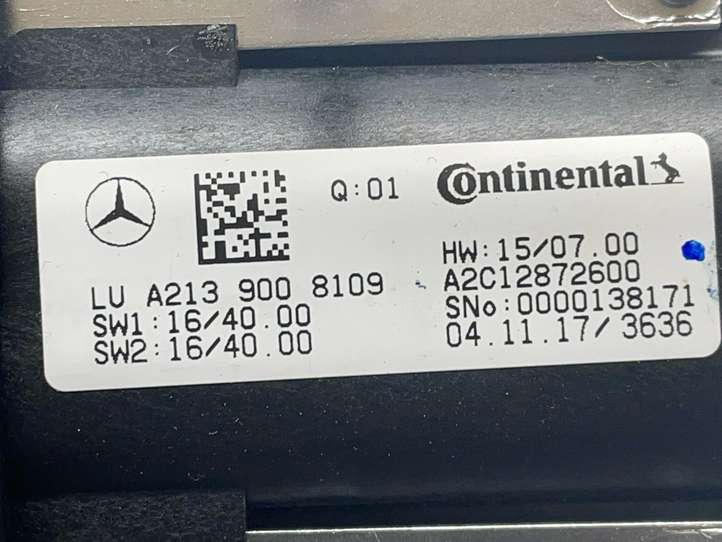 Q:01
Continental
LU A213 900 8109
SW1:16/40.00
SW2:16/40.00
HW:15/07.00
A2C12872600
SNo:0000138171
04.11.17/3636